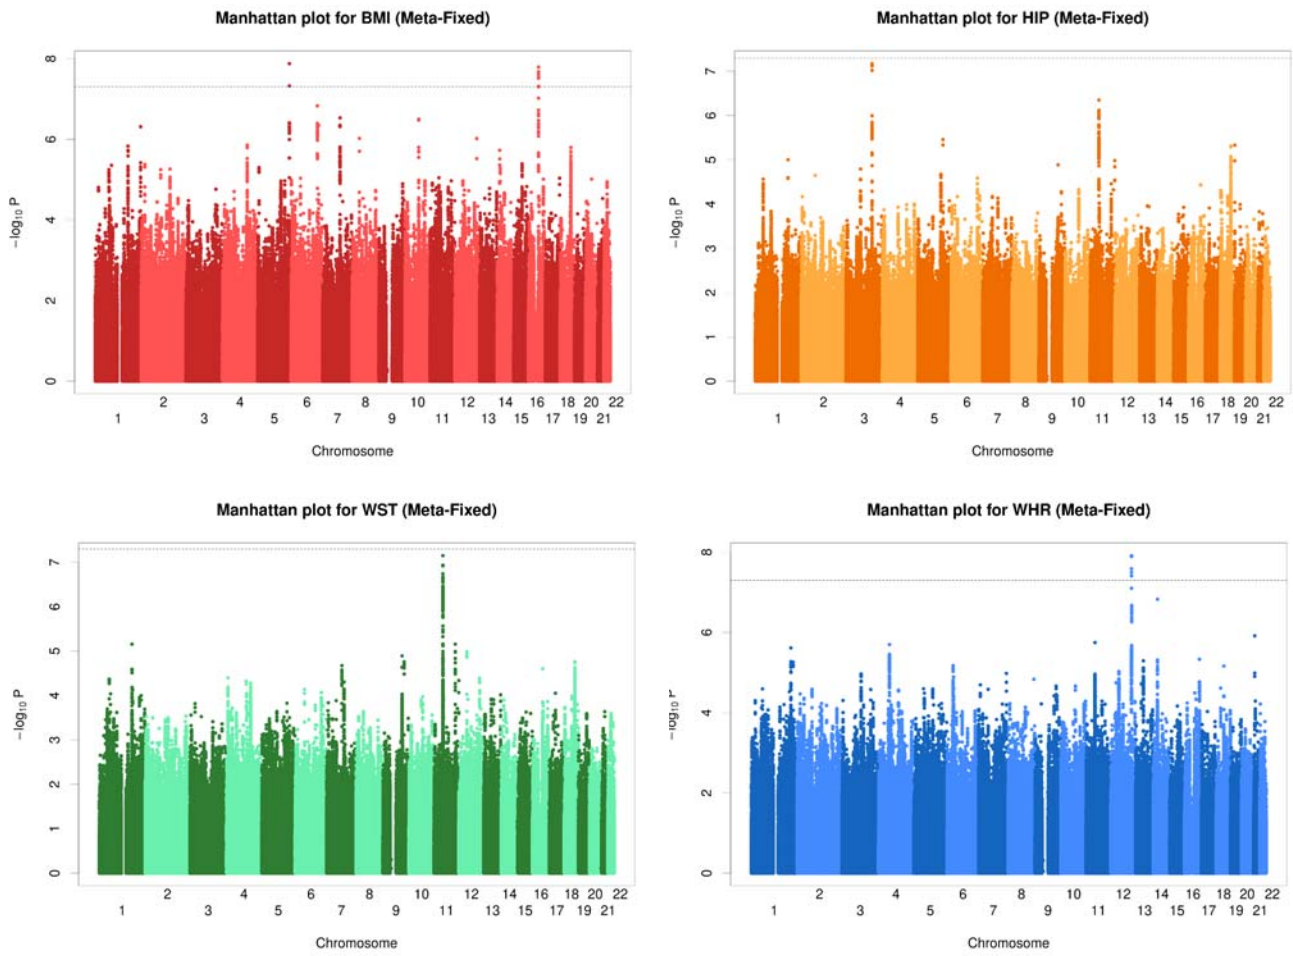 Manhattan plot for BMI (Meta-Fixed)
8
6
4
2
0
−log10 P
2 4 6 8 10 12 14 16 18 20 22
1 3 5 7 9 11 13 15 17 19 21
Chromosome
Manhattan plot for HIP (Meta-Fixed)
7
6
5
4
3
2
1
0
−log10 P
2 4 6 8 10 12 14 16 18 20 22
1 3 5 7 9 11 13 15 17 19 21
Chromosome
Manhattan plot for WST (Meta-Fixed)
7
6
5
4
3
2
1
0
−log10 P
2 4 6 8 10 12 14 16 18 20 22
1 3 5 7 9 11 13 15 17 19 21
Chromosome
Manhattan plot for WHR (Meta-Fixed)
8
6
4
2
0
−log10
2 4 6 8 10 12 14 16 18 20 22
1 3 5 7 9 11 13 15 17 19 21
Chromosome